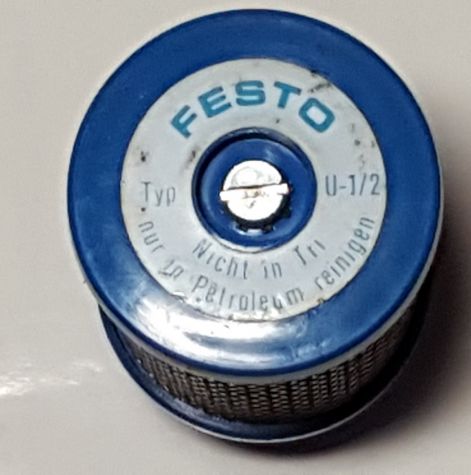 FESTO
Typ U-1/2
Nicht in Tri
nur in Petroleum reinigen